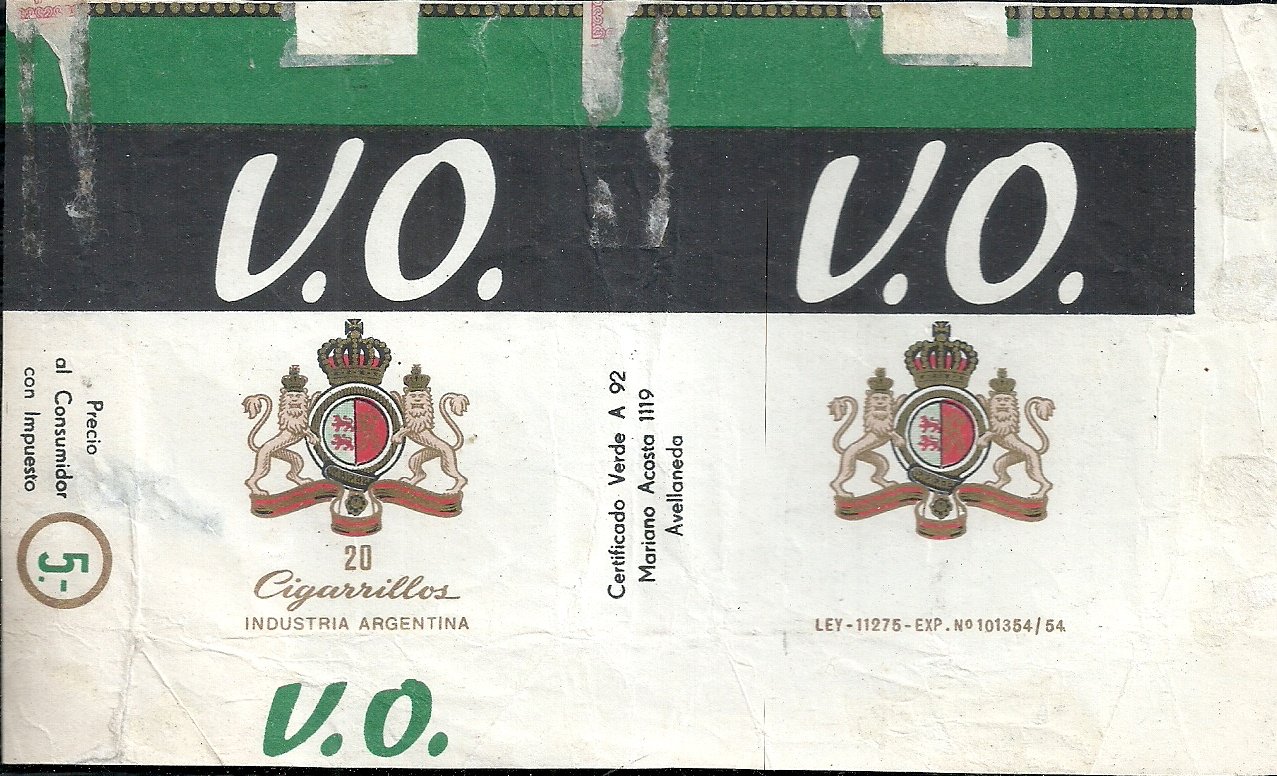 V.O.
V.O.
Precio
al Consumidor
con Impuesto
5.-
20
Cigarrillos
INDUSTRIA ARGENTINA
V.O.
Certificado Verde A 92
Mariano Acosta 1119
Avellaneda
LEY-11275-EXP. Nº 101354/54